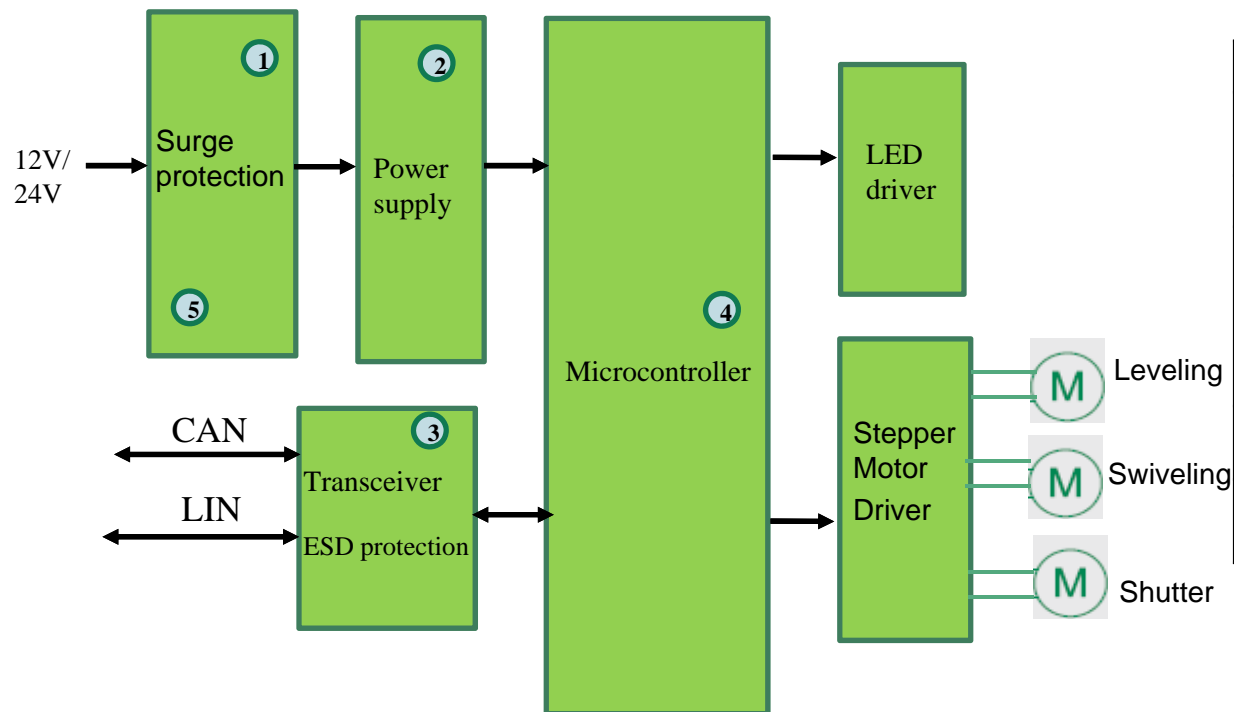 1
2
12V/
24V
Surge
protection
Power
supply
5
4
Microcontroller
LED
driver
CAN
LIN
3
Transceiver
ESD protection
Stepper
Motor
Driver
M
Leveling
M
Swiveling
M
Shutter